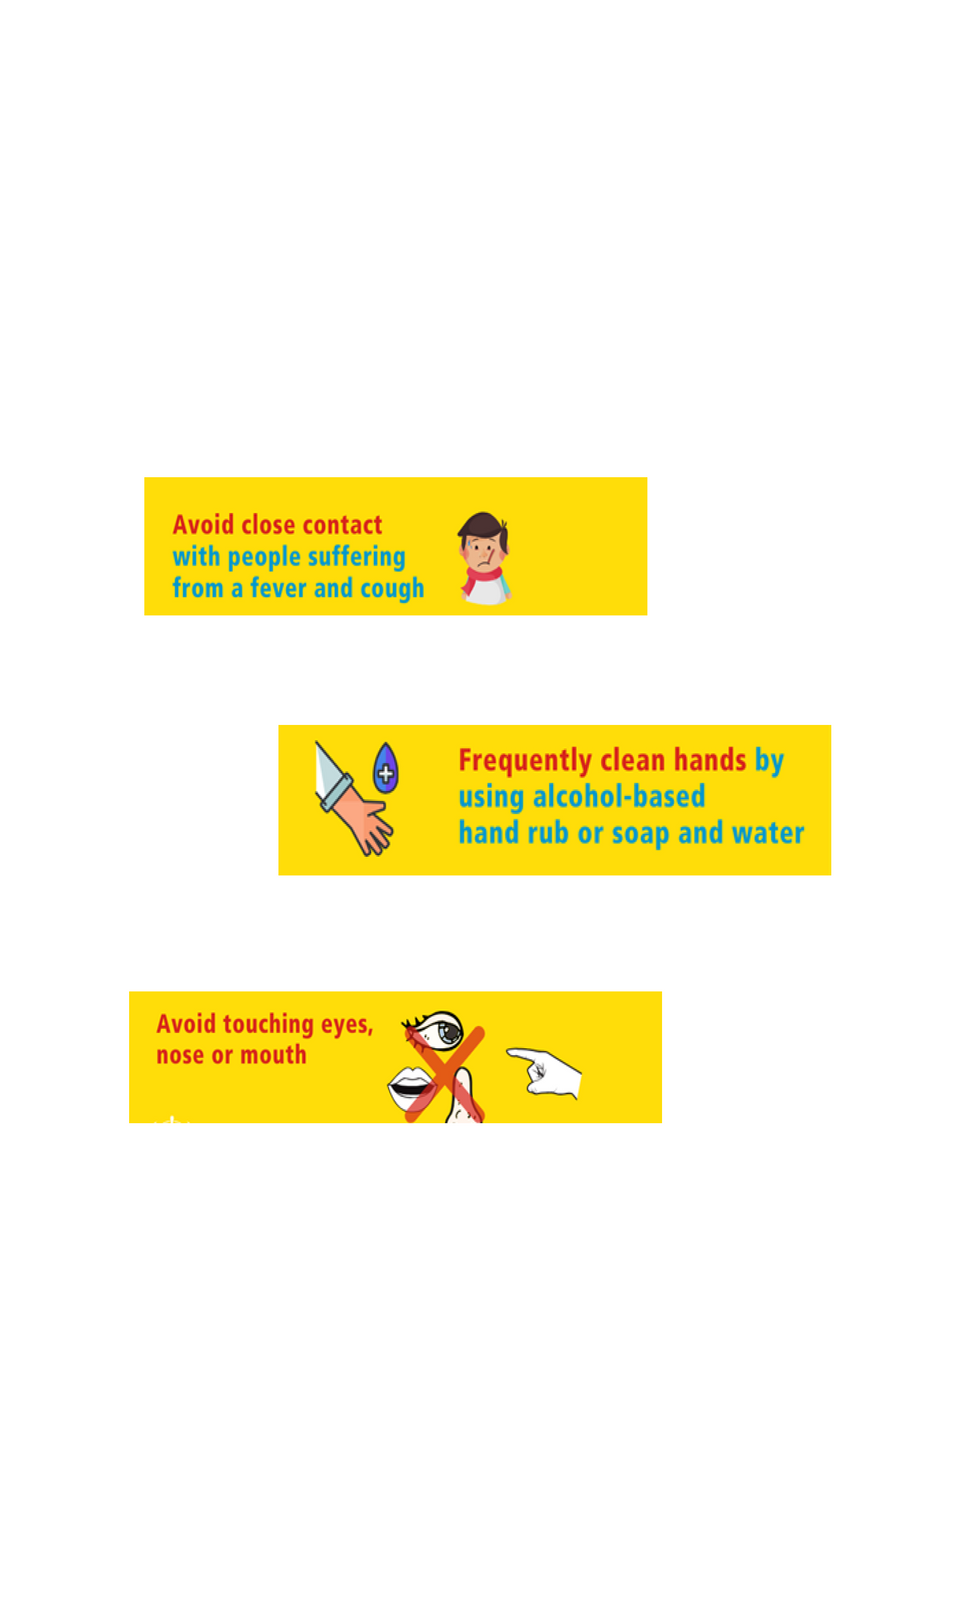 Avoid close contact
with people suffering
from a fever and cough
Frequently clean hands by
using alcohol-based
hand rub or soap and water
Avoid touching eyes,
nose or mouth